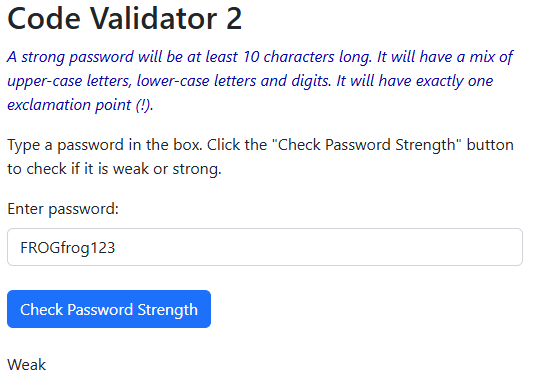 Code Validator 2
A strong password will be at least 10 characters long. It will have a mix of
upper-case letters, lower-case letters and digits. It will have exactly one
exclamation point (!).
Type a password in the box. Click the "Check Password Strength" button
to check if it is weak or strong.
Enter password:
FROGfrog123
Check Password Strength
Weak